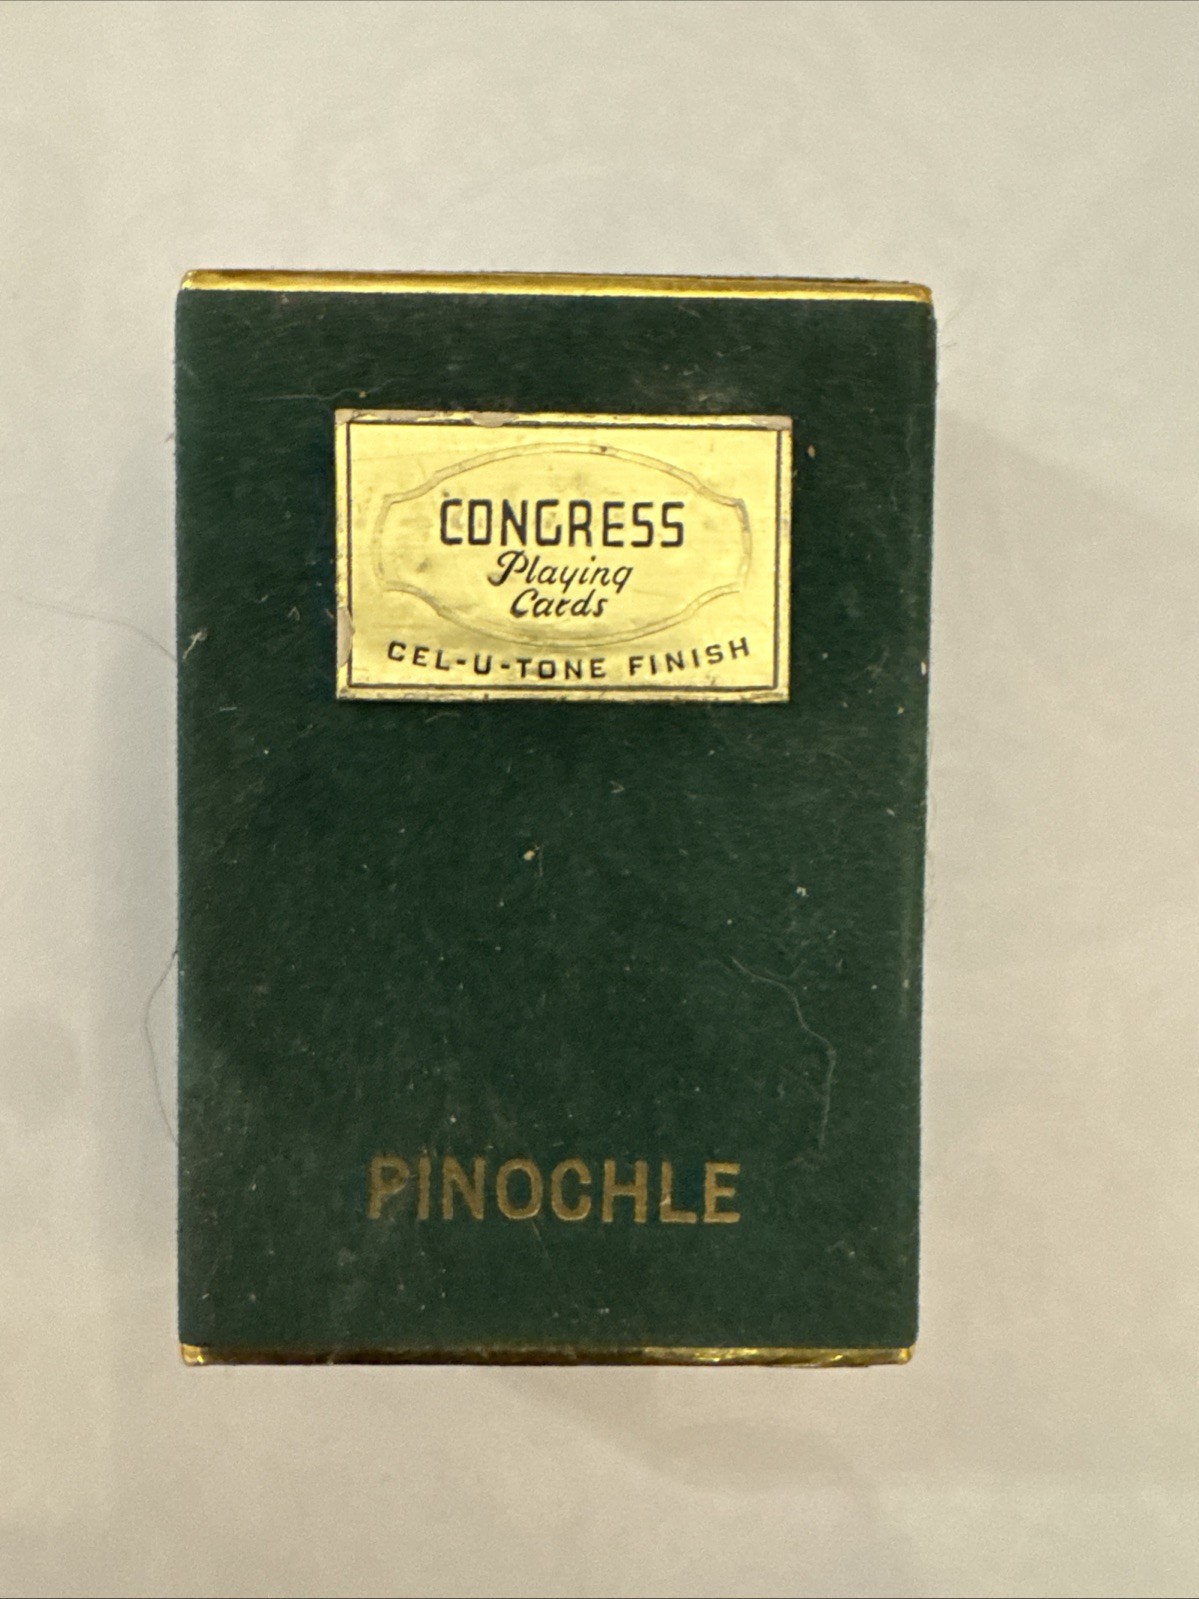 CONGRESS
Playing
Cards
CEL-U-TONE FINISH
PINOCHLE